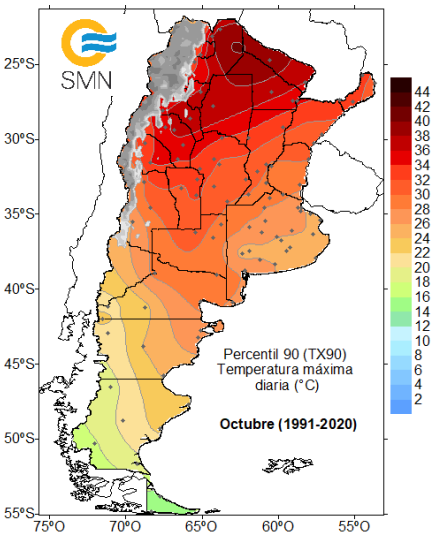 SMN
25°S
30°S
35°S
40°S
45°S
50°S
55°S
75°O
70°O
65°O
60°O
55°O
44
42
40
38
36
34
32
30
28
26
24
22
20
18
16
14
12
10
8
6
4
2
Percentil 90 (TX90)
Temperatura máxima
diaria (°C)
Octubre (1991-2020)